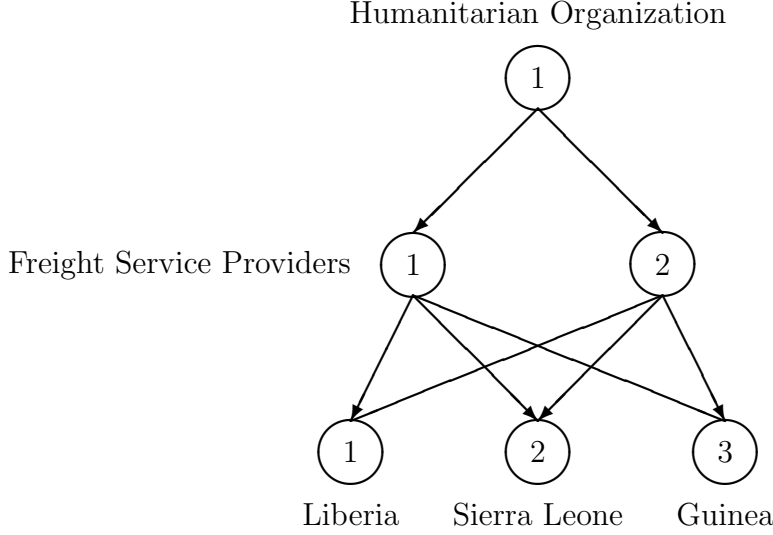 Humanitarian Organization
1
Freight Service Providers
1
2
1
2
3
Liberia
Sierra Leone
Guinea